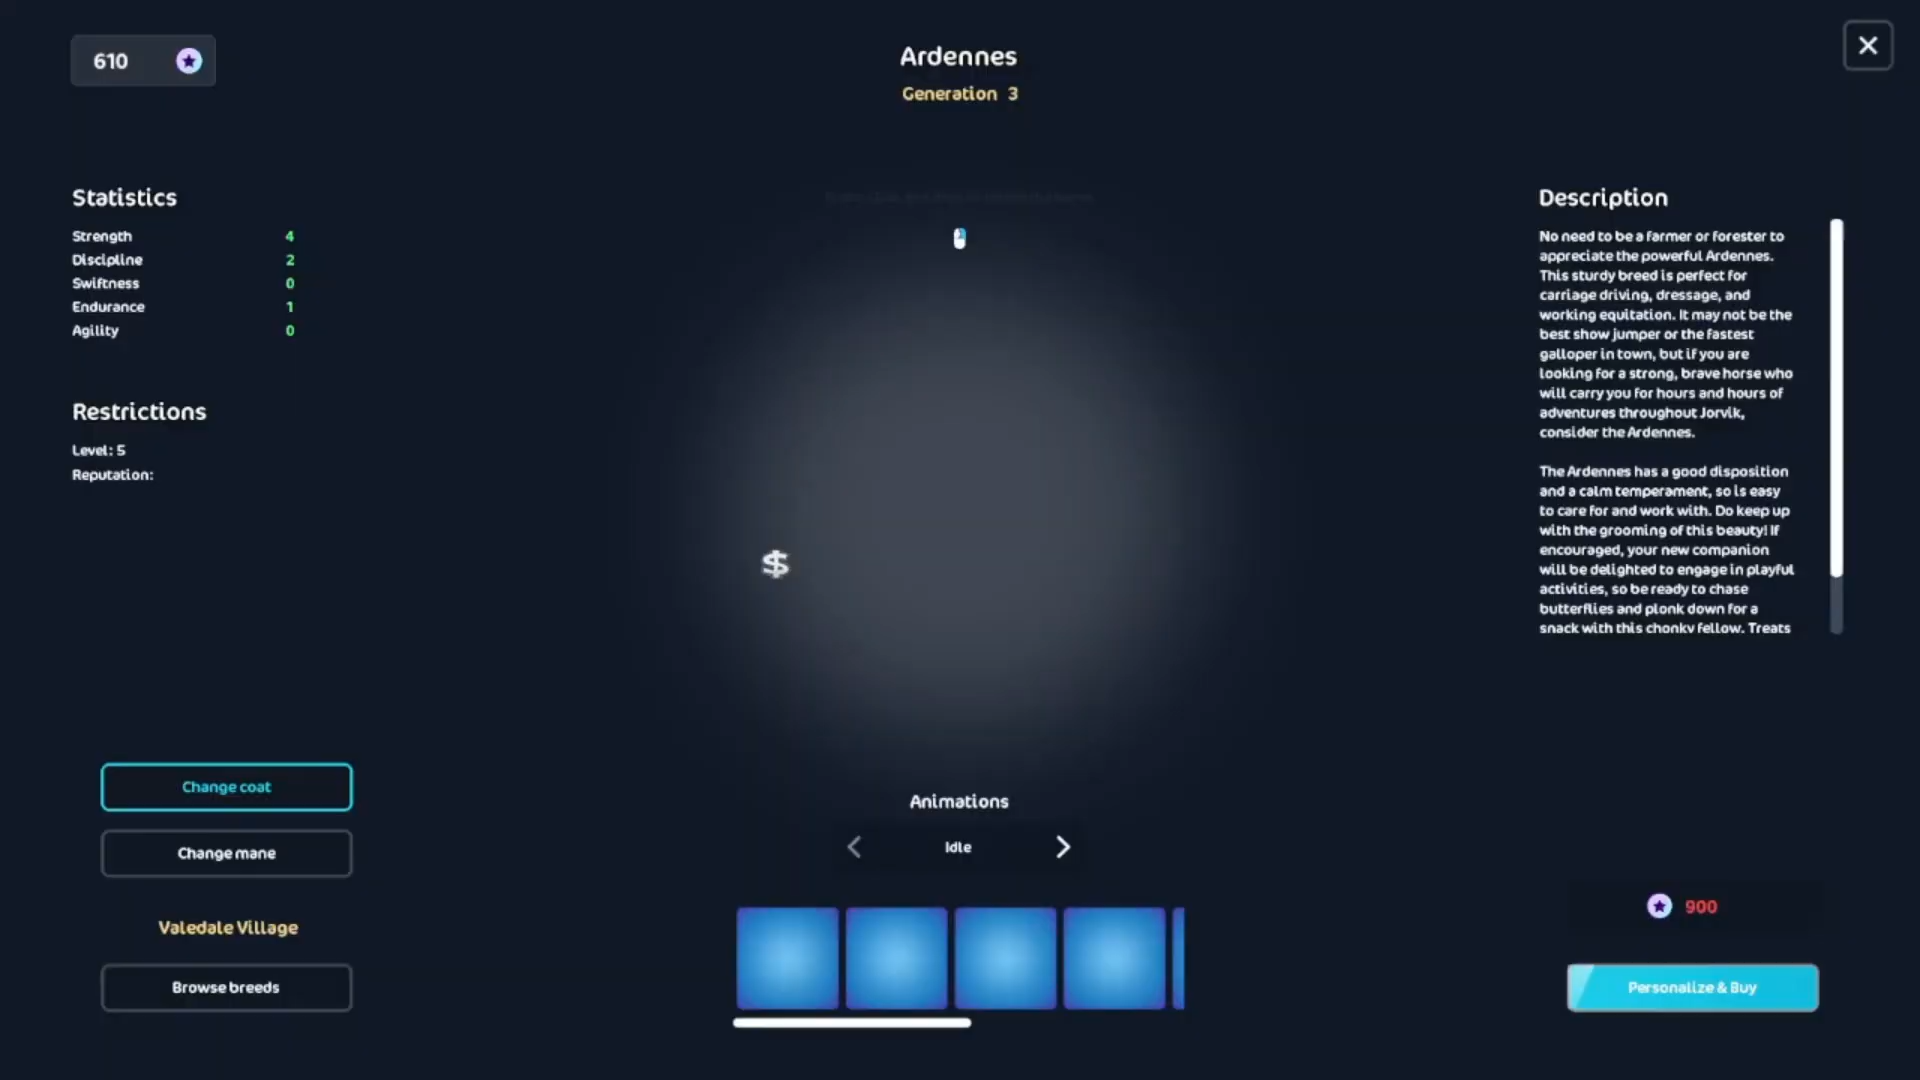 610
Ardennes
Generation 3
Statistics
Strength 4
Discipline 2
Swiftness 0
Endurance 1
Agility 0
Restrictions
Level: 5
Reputation:
$
Description
No need to be a farmer or forester to
appreciate the powerful Ardennes.
This sturdy breed is perfect for
carriage driving, dressage, and
working equitation. It may not be the
best show jumper or the fastest
galloper in town, but if you are
looking for a strong, brave horse who
will carry you for hours and hours of
adventures throughout Jorvik,
consider the Ardennes.
The Ardennes has a good disposition
and a calm temperament, so is easy
to care for and work with. Do keep up
with the grooming of this beauty! If
encouraged, your new companion
will be delighted to engage in playful
activities, so be ready to chase
butterflies and plonk down for a
snack with this chonky fellow. Treats
Change coat
Change mane
Valedale Village
Browse breeds
Animations
Idle
900
Personalize & Buy